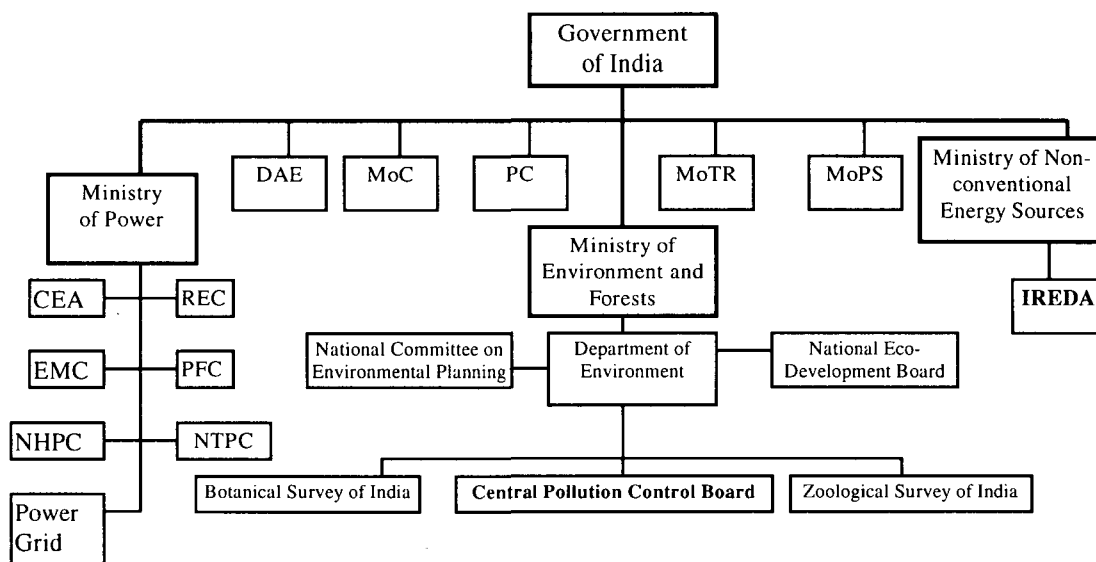 Government
of India
Ministry
of Power
DAE
MoC
PC
MoTR
MoPS
Ministry of Non-
conventional
Energy Sources
Ministry of
Environment and
Forests
IREDA
CEA
REC
EMC
PFC
NHPC
NTPC
Power
Grid
National Committee on
Environmental Planning
Department of
Environment
National Eco-
Development Board
Botanical Survey of India
Central Pollution Control Board
Zoological Survey of India